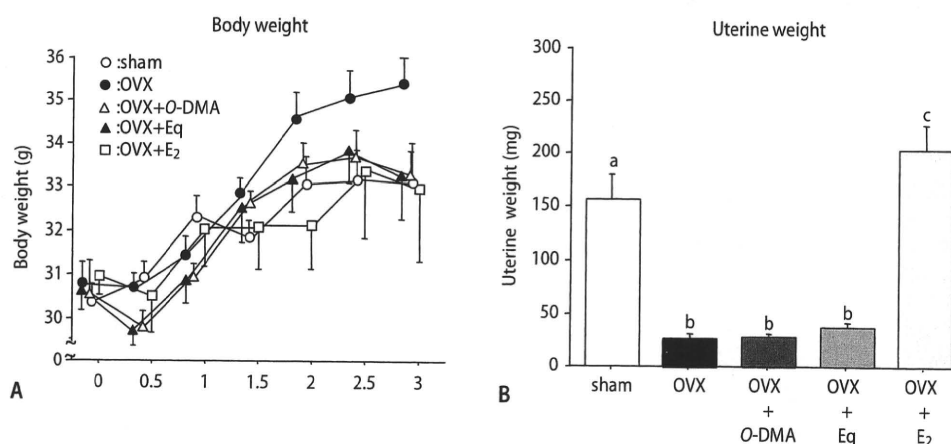 Body weight
Body weight (g)
36
35
34
33
32
31
30
0
○ :sham
● :OVX
△ :OVX+O-DMA
▲ :OVX+Eq
□ :OVX+E₂
0 0.5 1 1.5 2 2.5 3
A
Uterine weight
Uterine weight (mg)
300
250
200
150
100
50
0
a b b b c
sham OVX OVX OVX OVX
+ + +
O-DMA Eq E₂
B